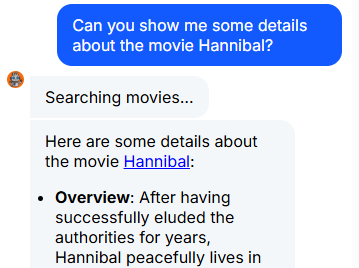 Can you show me some details
about the movie Hannibal?
Searching movies...
Here are some details about
the movie Hannibal:
• Overview: After having
successfully eluded the
authorities for years,
Hannibal peacefully lives in